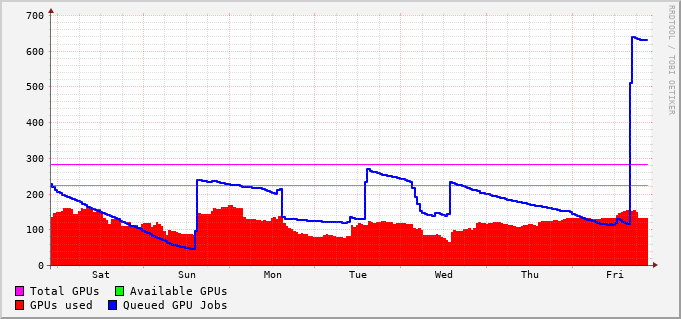 700
600
500
400
300
200
100
0
Sat Sun Mon Tue Wed Thu Fri
Total GPUs Available GPUs
GPUs used Queued GPU Jobs
RRDTOOL / TOBI OETIKER